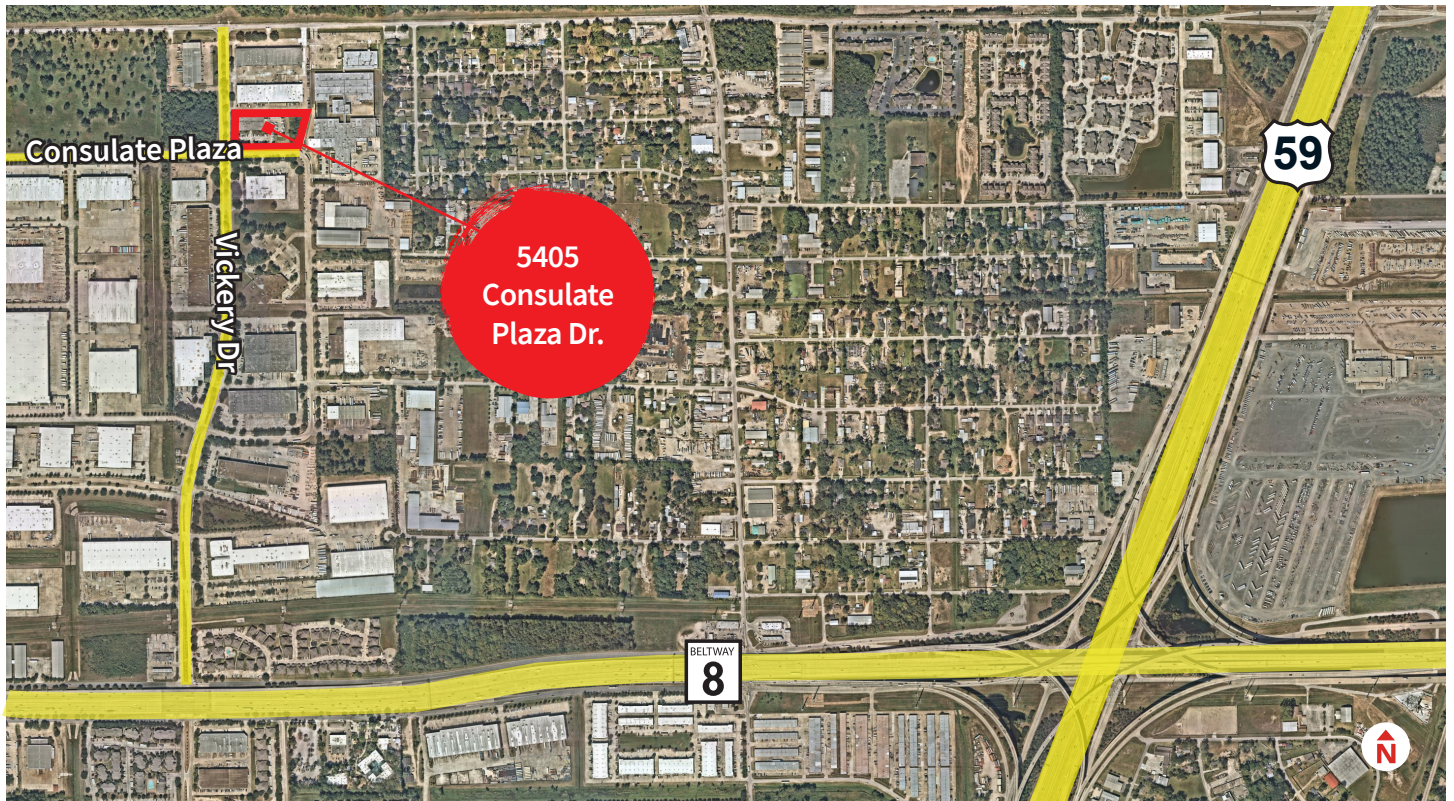 Consulate Plaza
59
Vickery Dr
5405
Consulate
Plaza Dr.
BELTWAY
8
N